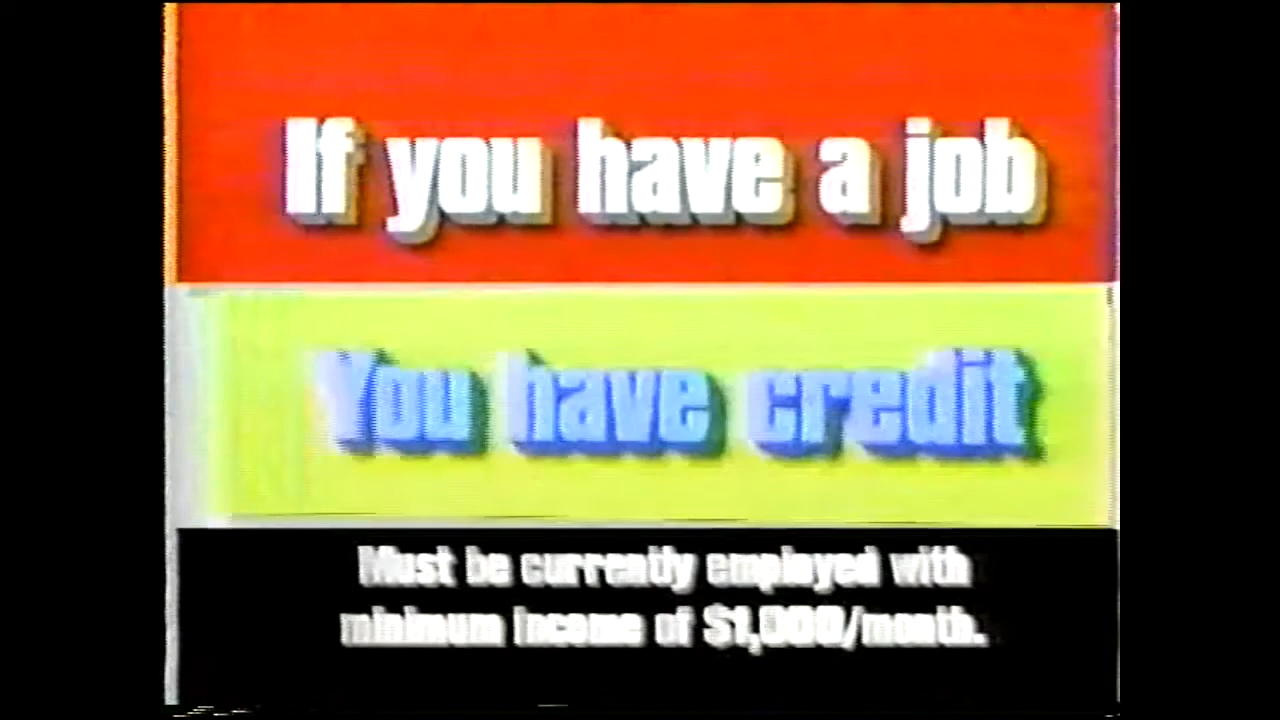 If you have a job
You have credit
Must be currently employed with
minimum income of $1,000/month.